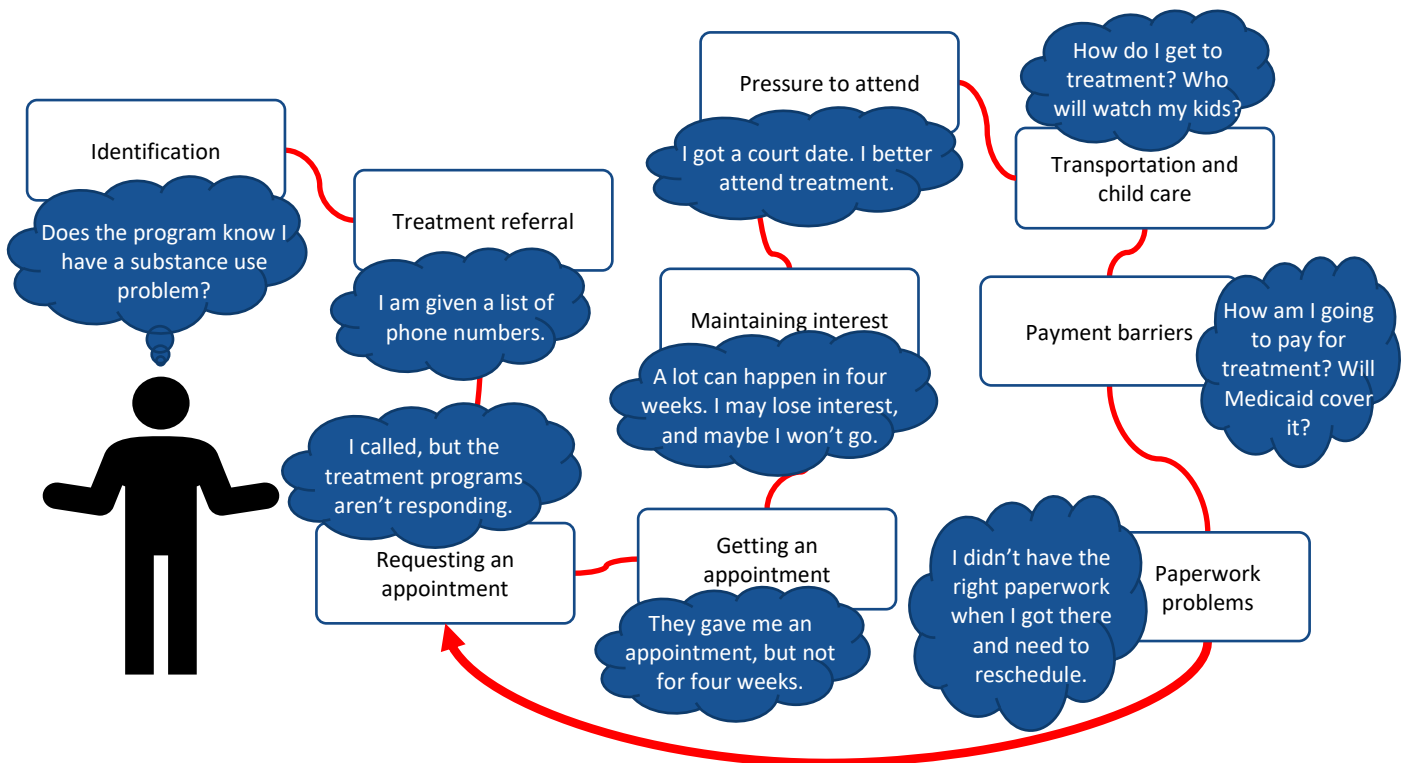 Identification
Does the program know I
have a substance use
problem?
Treatment referral
I am given a list of
phone numbers.
I called, but the
treatment programs
aren’t responding.
Requesting an
appointment
Getting an
appointment
They gave me an
appointment, but not
for four weeks.
Maintaining interest
A lot can happen in four
weeks. I may lose interest,
and maybe I won’t go.
Pressure to attend
I got a court date. I better
attend treatment.
How do I get to
treatment? Who
will watch my kids?
Transportation and
child care
Payment barriers
How am I going
to pay for
treatment? Will
Medicaid cover
it?
I didn’t have the
right paperwork
when I got there
and need to
reschedule.
Paperwork
problems